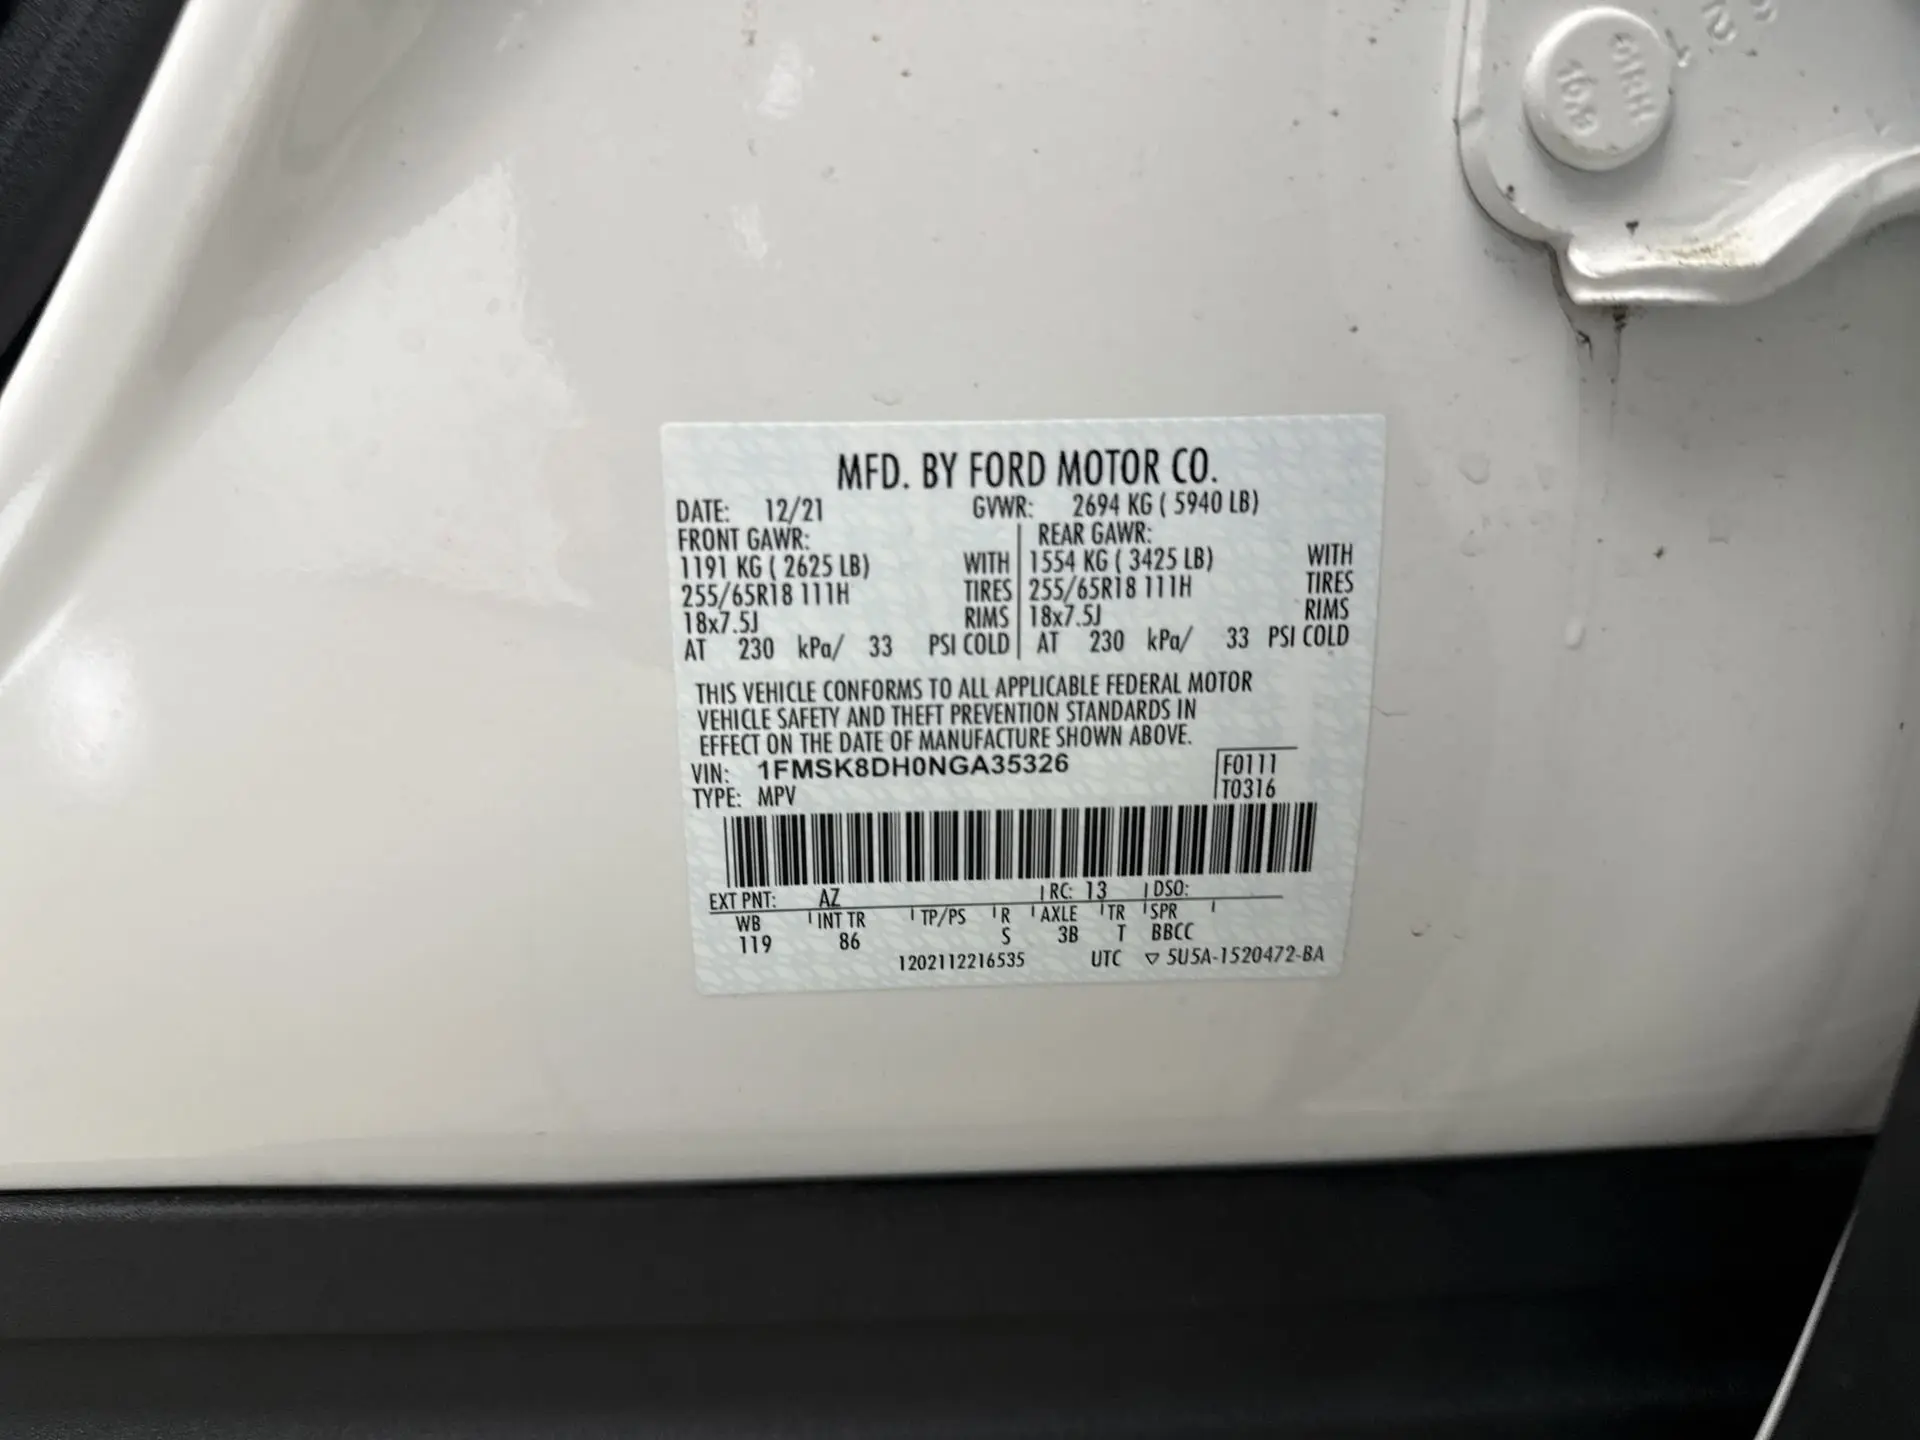 SRH
MFD. BY FORD MOTOR CO.
DATE: 12/21 GVWR: 2694 KG ( 5940 LB)
FRONT GAWR: REAR GAWR:
1191 KG ( 2625 LB) WITH 1554 KG ( 3425 LB) WITH
255/65R18 111H TIRES 255/65R18 111H TIRES
18x7.5J RIMS 18x7.5J RIMS
AT 230 kPa/ 33 PSI COLD AT 230 kPa/ 33 PSI COLD
THIS VEHICLE CONFORMS TO ALL APPLICABLE FEDERAL MOTOR
VEHICLE SAFETY AND THEFT PREVENTION STANDARDS IN
EFFECT ON THE DATE OF MANUFACTURE SHOWN ABOVE.
VIN: 1FMSK8DH0NGA35326 F0111
TYPE: MPV T0316
EXT PNT: AZ RC: 13 DSO:
WB INT TR TP/PS R AXLE TR SPR
119 86 S 3B T BBCC
1202112216535 UTC ▽ 5U5A-1520472-BA